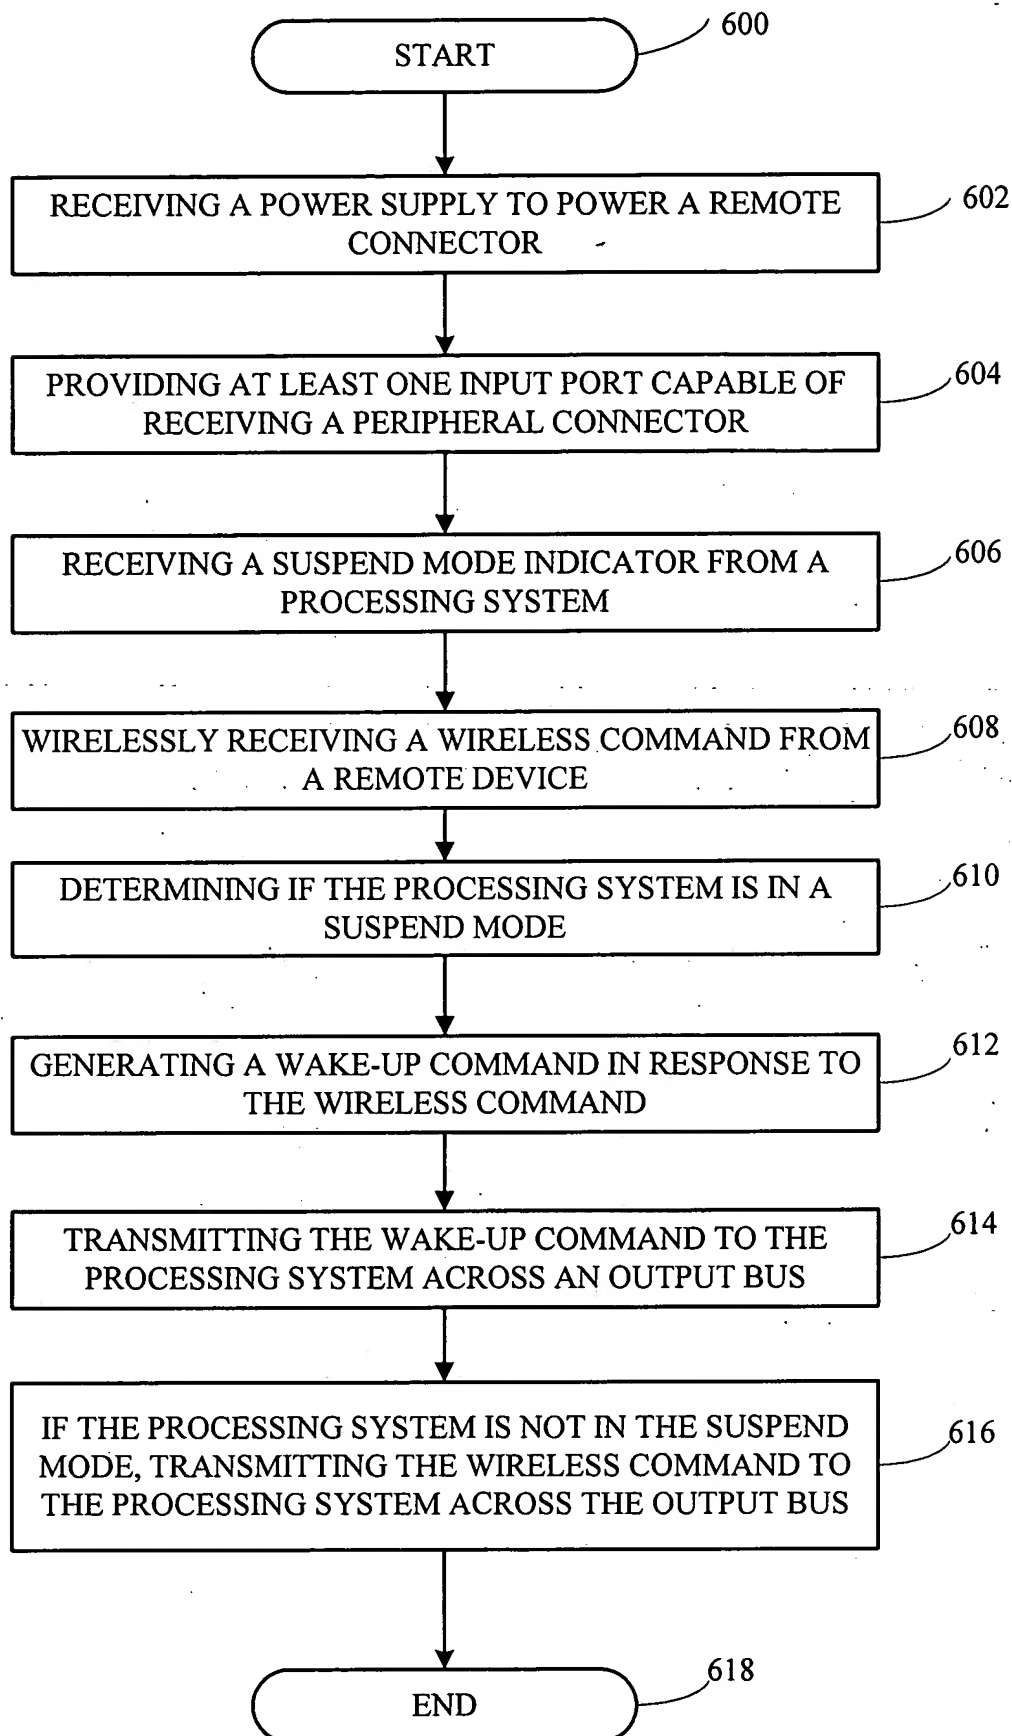 START
600
RECEIVING A POWER SUPPLY TO POWER A REMOTE
CONNECTOR
602
PROVIDING AT LEAST ONE INPUT PORT CAPABLE OF
RECEIVING A PERIPHERAL CONNECTOR
604
RECEIVING A SUSPEND MODE INDICATOR FROM A
PROCESSING SYSTEM
606
WIRELESSLY RECEIVING A WIRELESS COMMAND FROM
A REMOTE DEVICE
608
DETERMINING IF THE PROCESSING SYSTEM IS IN A
SUSPEND MODE
610
GENERATING A WAKE-UP COMMAND IN RESPONSE TO
THE WIRELESS COMMAND
612
TRANSMITTING THE WAKE-UP COMMAND TO THE
PROCESSING SYSTEM ACROSS AN OUTPUT BUS
614
IF THE PROCESSING SYSTEM IS NOT IN THE SUSPEND
MODE, TRANSMITTING THE WIRELESS COMMAND TO
THE PROCESSING SYSTEM ACROSS THE OUTPUT BUS
616
END
618